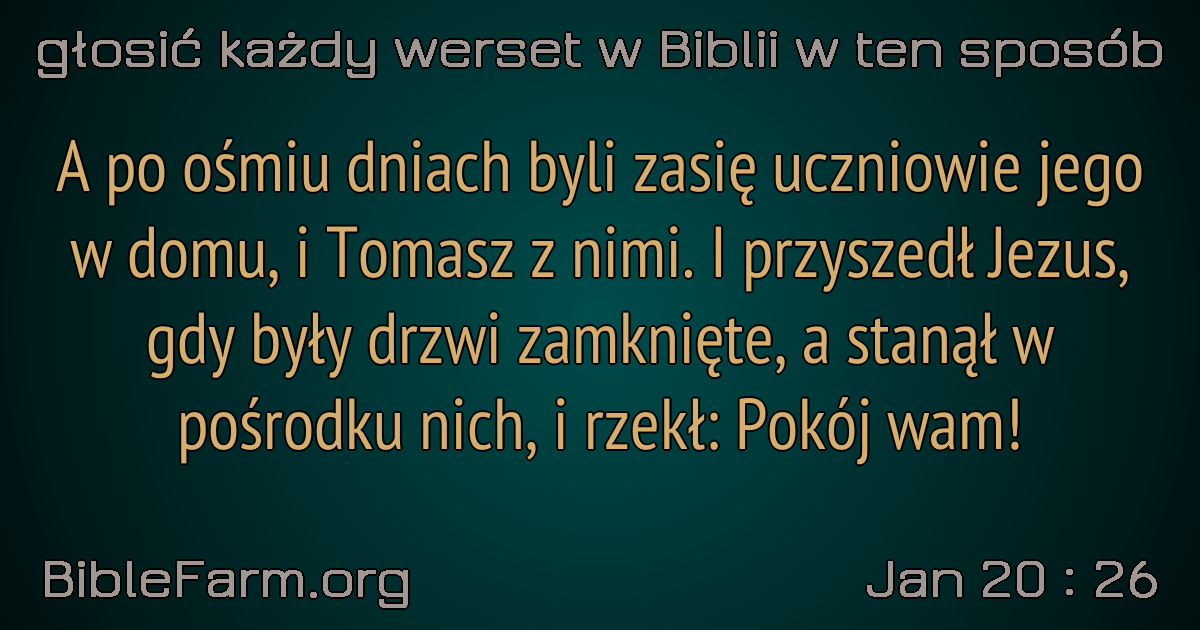 głosić każdy werset w Biblii w ten sposób
A po ośmiu dniach byli zasię uczniowie jego
w domu, i Tomasz z nimi. I przyszedł Jezus,
gdy były drzwi zamknięte, a stanął w
pośrodku nich, i rzekł: Pokój wam!
BibleFarm.org
Jan 20 : 26